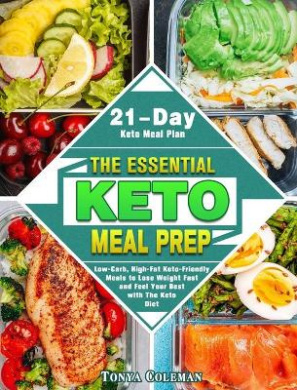 21-Day
Keto Meal Plan
THE ESSENTIAL
KETO
MEAL PREP
Low-Carb, High-Fat Keto-Friendly
Meals to Lose Weight Fast
and Feel Your Best
with The Keto
Diet
TONYA COLEMAN